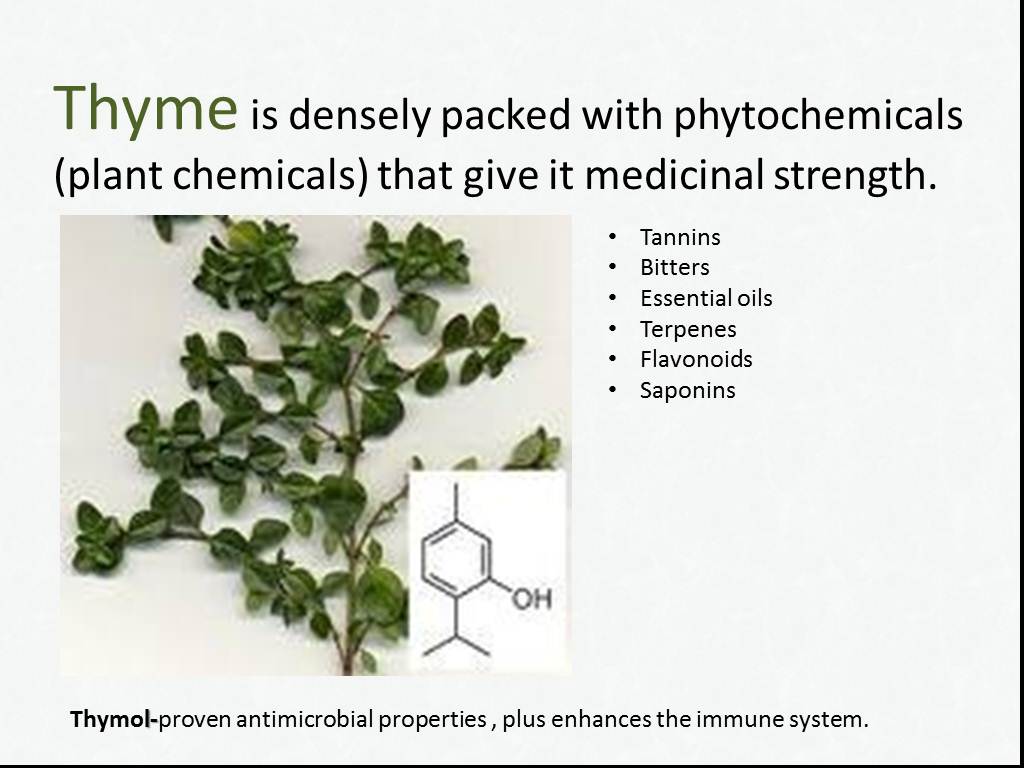 Thyme is densely packed with phytochemicals
(plant chemicals) that give it medicinal strength.
• Tannins
• Bitters
• Essential oils
• Terpenes
• Flavonoids
• Saponins
OH
Thymol-proven antimicrobial properties , plus enhances the immune system.